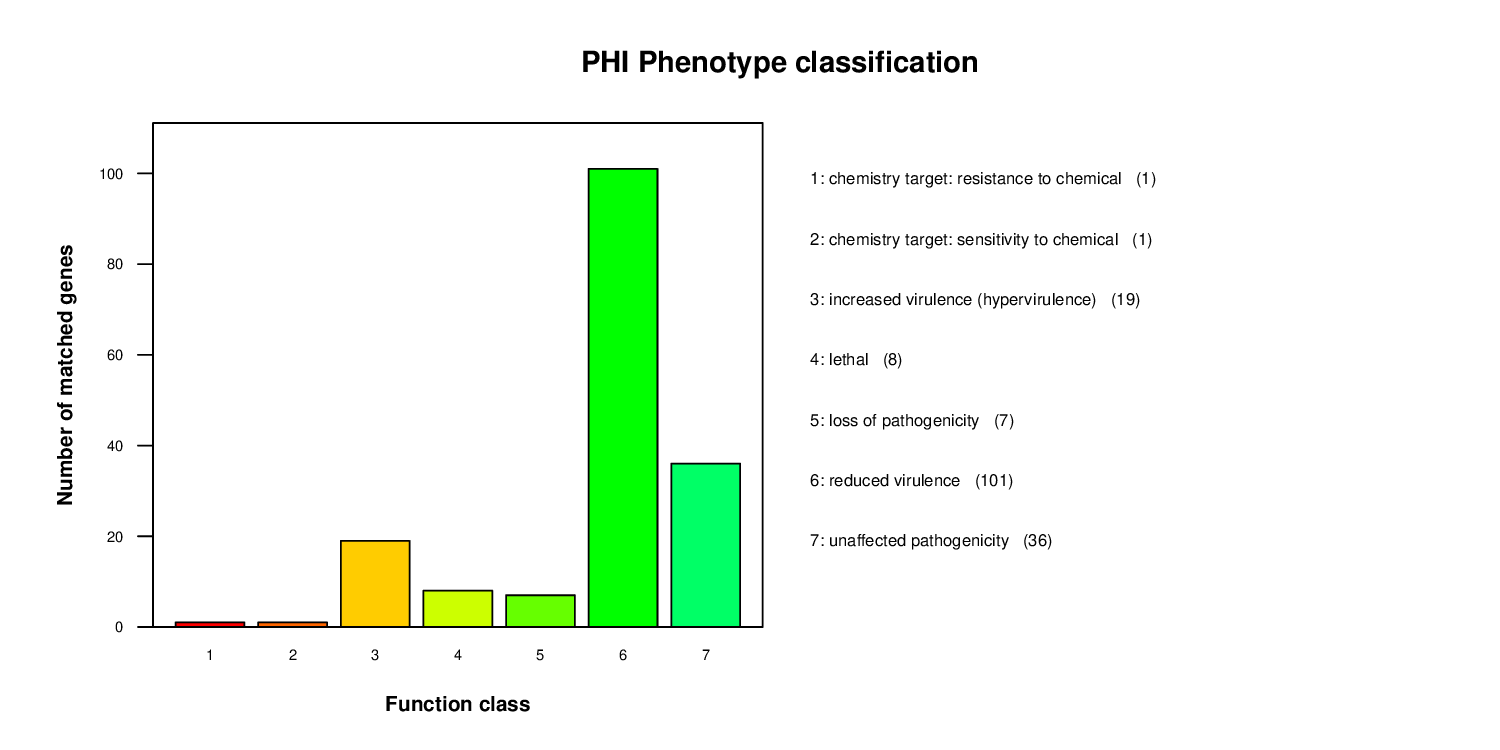 PHI Phenotype classification
Number of matched genes
100
80
60
40
20
0
1 2 3 4 5 6 7
Function class
1: chemistry target: resistance to chemical (1)
2: chemistry target: sensitivity to chemical (1)
3: increased virulence (hypervirulence) (19)
4: lethal (8)
5: loss of pathogenicity (7)
6: reduced virulence (101)
7: unaffected pathogenicity (36)